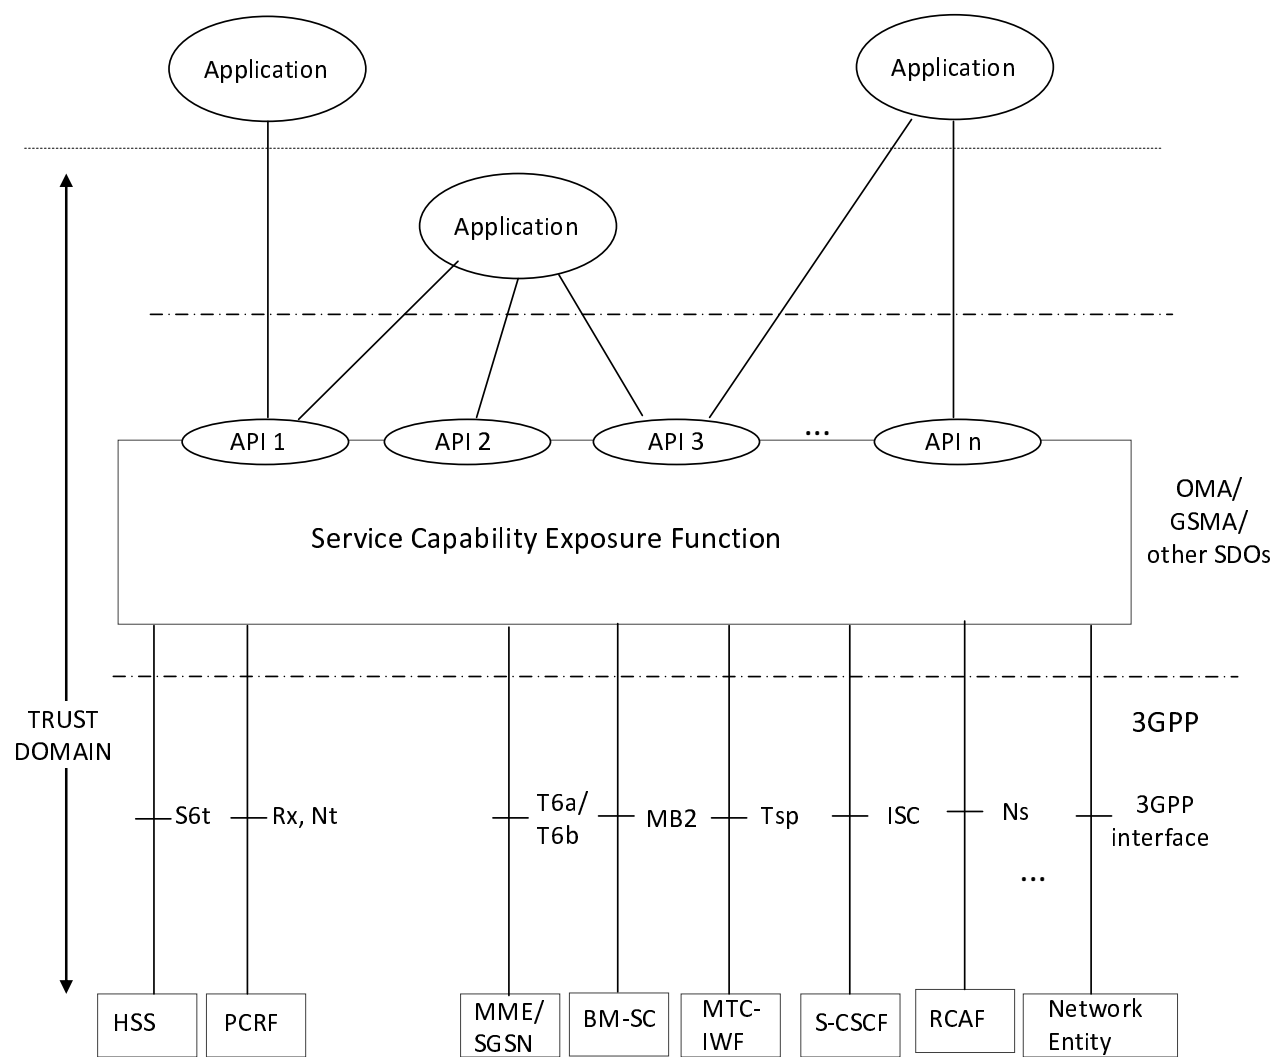 Application
Application
Application
API 1
API 2
API 3
...
API n
Service Capability Exposure Function
OMA/
GSMA/
other SDOs
TRUST
DOMAIN
3GPP
S6t
Rx, Nt
T6a/
T6b
MB2
Tsp
ISC
Ns
3GPP
interface
...
HSS
PCRF
MME/
SGSN
BM-SC
MTC-
IWF
S-CSCF
RCAF
Network
Entity